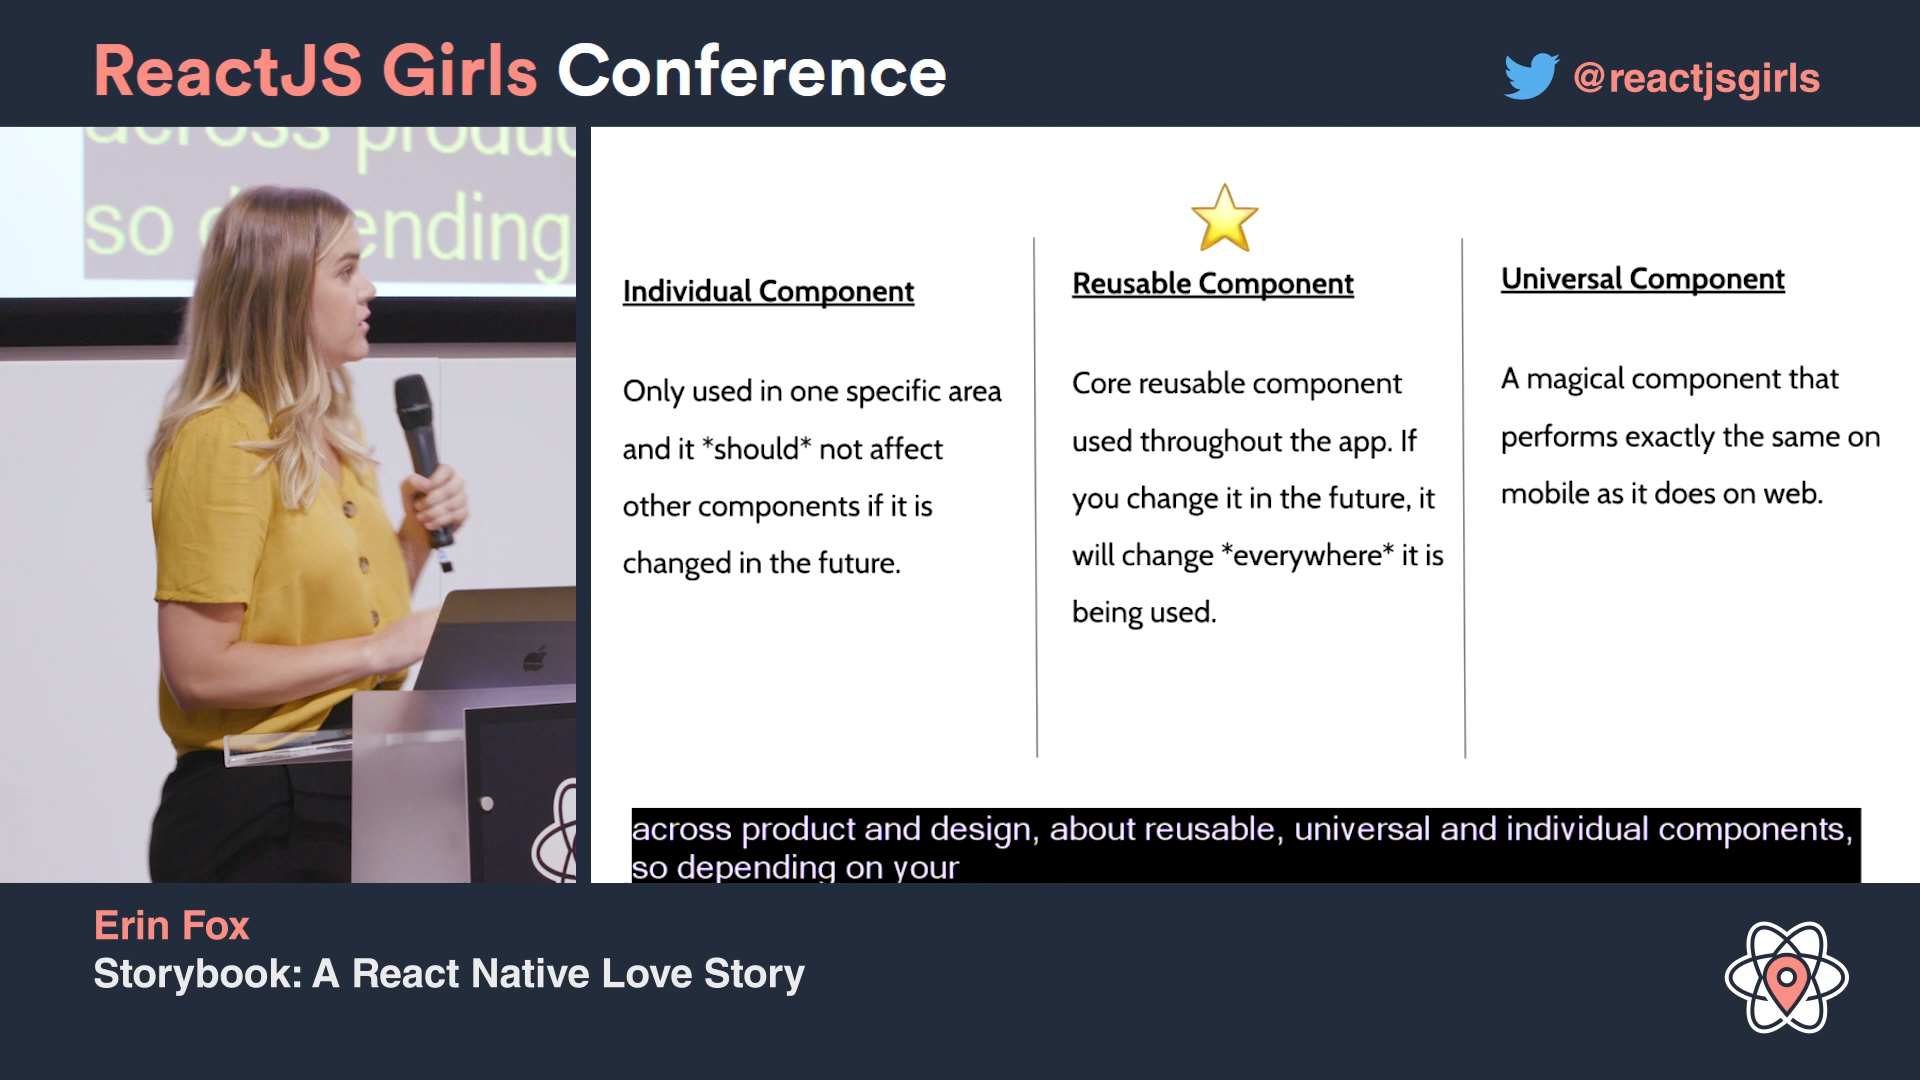 ReactJS Girls Conference
@reactjsgirls
across produc
so d ending
Individual Component
Only used in one specific area
and it *should* not affect
other components if it is
changed in the future.
Reusable Component
Core reusable component
used throughout the app. If
you change it in the future, it
will change *everywhere* it is
being used.
Universal Component
A magical component that
performs exactly the same on
mobile as it does on web.
across product and design, about reusable, universal and individual components,
so depending on your
Erin Fox
Storybook: A React Native Love Story